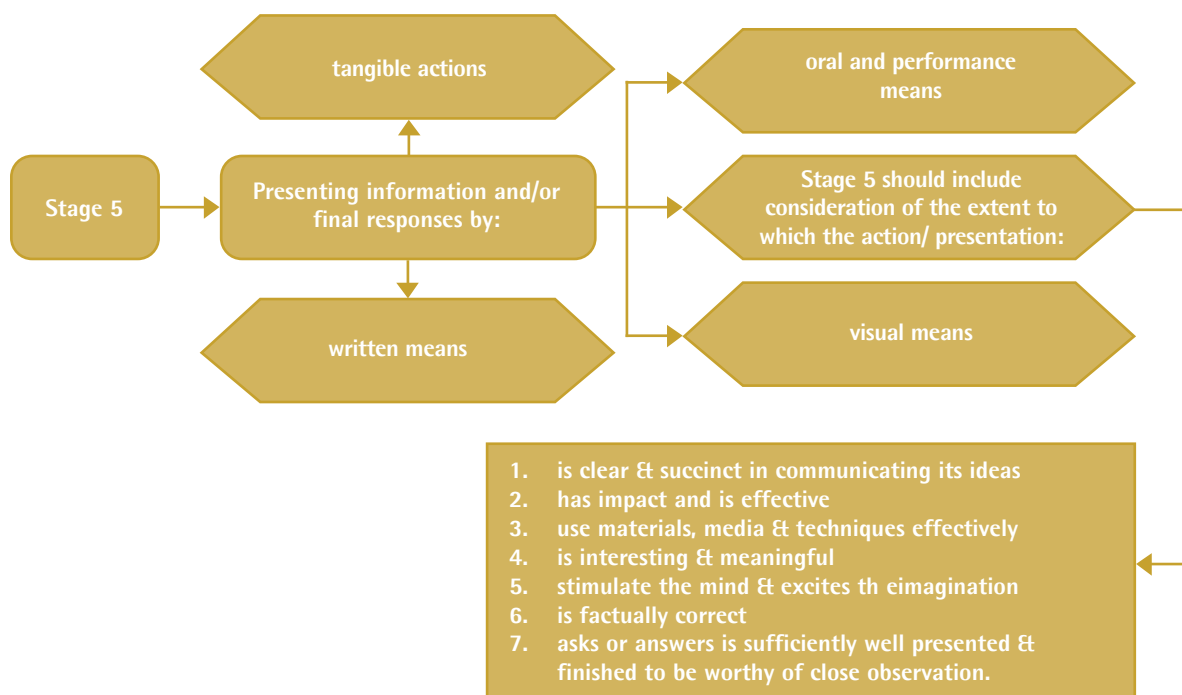 tangible actions
oral and performance
means
Stage 5
Presenting information and/or
final responses by:
Stage 5 should include
consideration of the extent to
which the action/ presentation:
written means
visual means
1. is clear & succinct in communicating its ideas
2. has impact and is effective
3. use materials, media & techniques effectively
4. is interesting & meaningful
5. stimulate the mind & excites th eimagination
6. is factually correct
7. asks or answers is sufficiently well presented &
finished to be worthy of close observation.